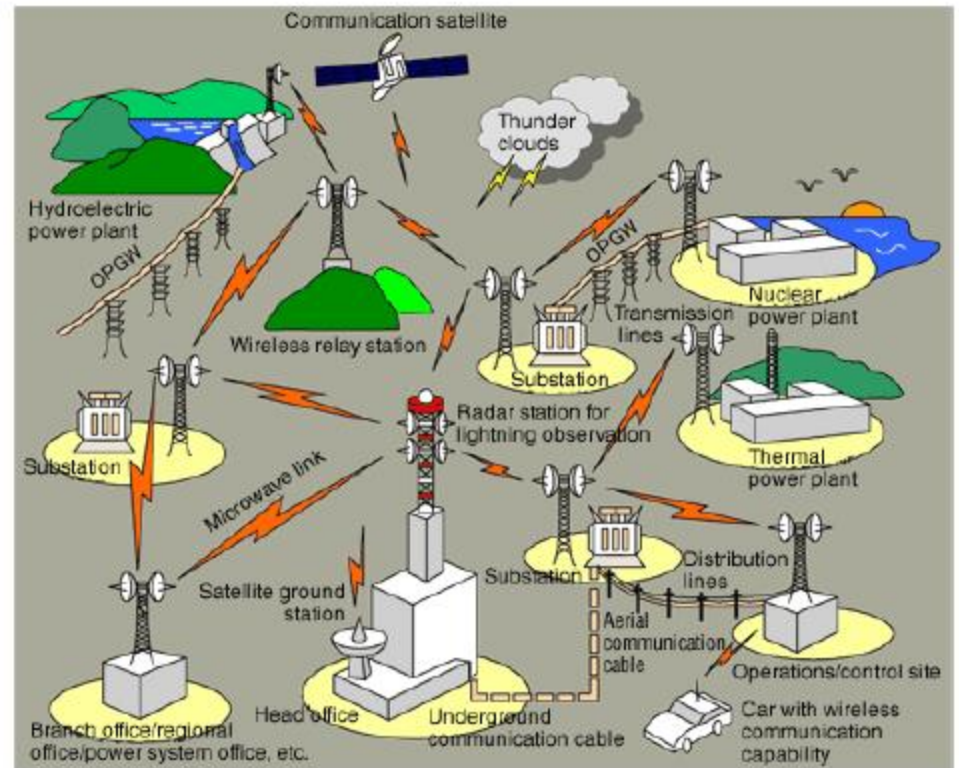 Communication satellite
Thunder
clouds
Hydroelectric
power plant
OPGW
OPGW
Nuclear
power plant
Transmission
lines
Wireless relay station
Substation
Radar station for
lightning observation
Substation
Thermal
power plant
Microwave link
Satellite ground
station
Substation
Distribution
lines
Aerial
communication
cable
Operations/control site
Head office
Underground
communication cable
Car with wireless
communication
capability
Branch office/regional
office/power system office, etc.